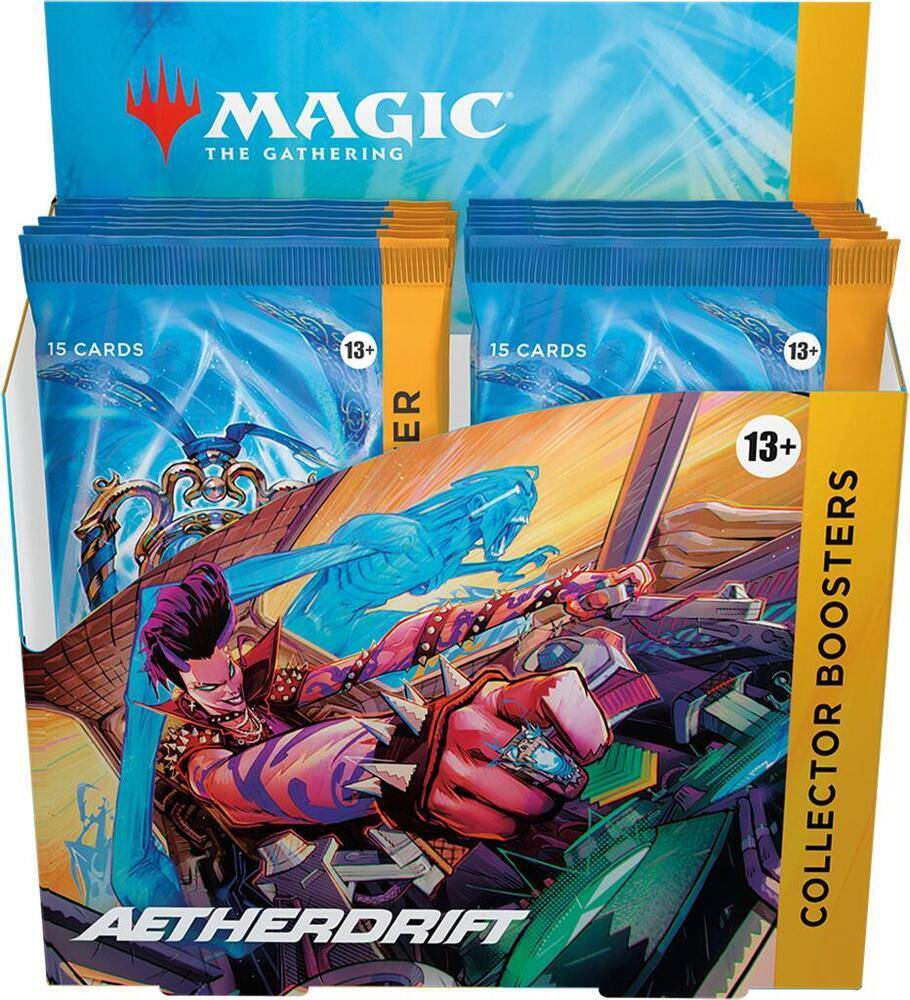 MAGIC
THE GATHERING
15 CARDS
13+
ER
15 CARDS
13+
13+
COLLECTOR BOOSTERS
AETHERDRIFT